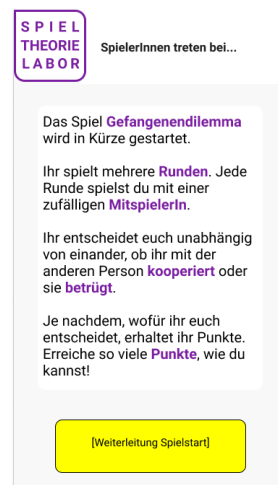 SPIEL
THEORIE
LABOR
SpielerInnen treten bei...
Das Spiel Gefangenendilemma
wird in Kürze gestartet.
Ihr spielt mehrere Runden. Jede
Runde spielst du mit einer
zufälligen MitspielerIn.
Ihr entscheidet euch unabhängig
von einander, ob ihr mit der
anderen Person kooperiert oder
sie betrügt.
Je nachdem, wofür ihr euch
entscheidet, erhaltet ihr Punkte.
Erreiche so viele Punkte, wie du
kannst!
[Weiterleitung Spielstart]